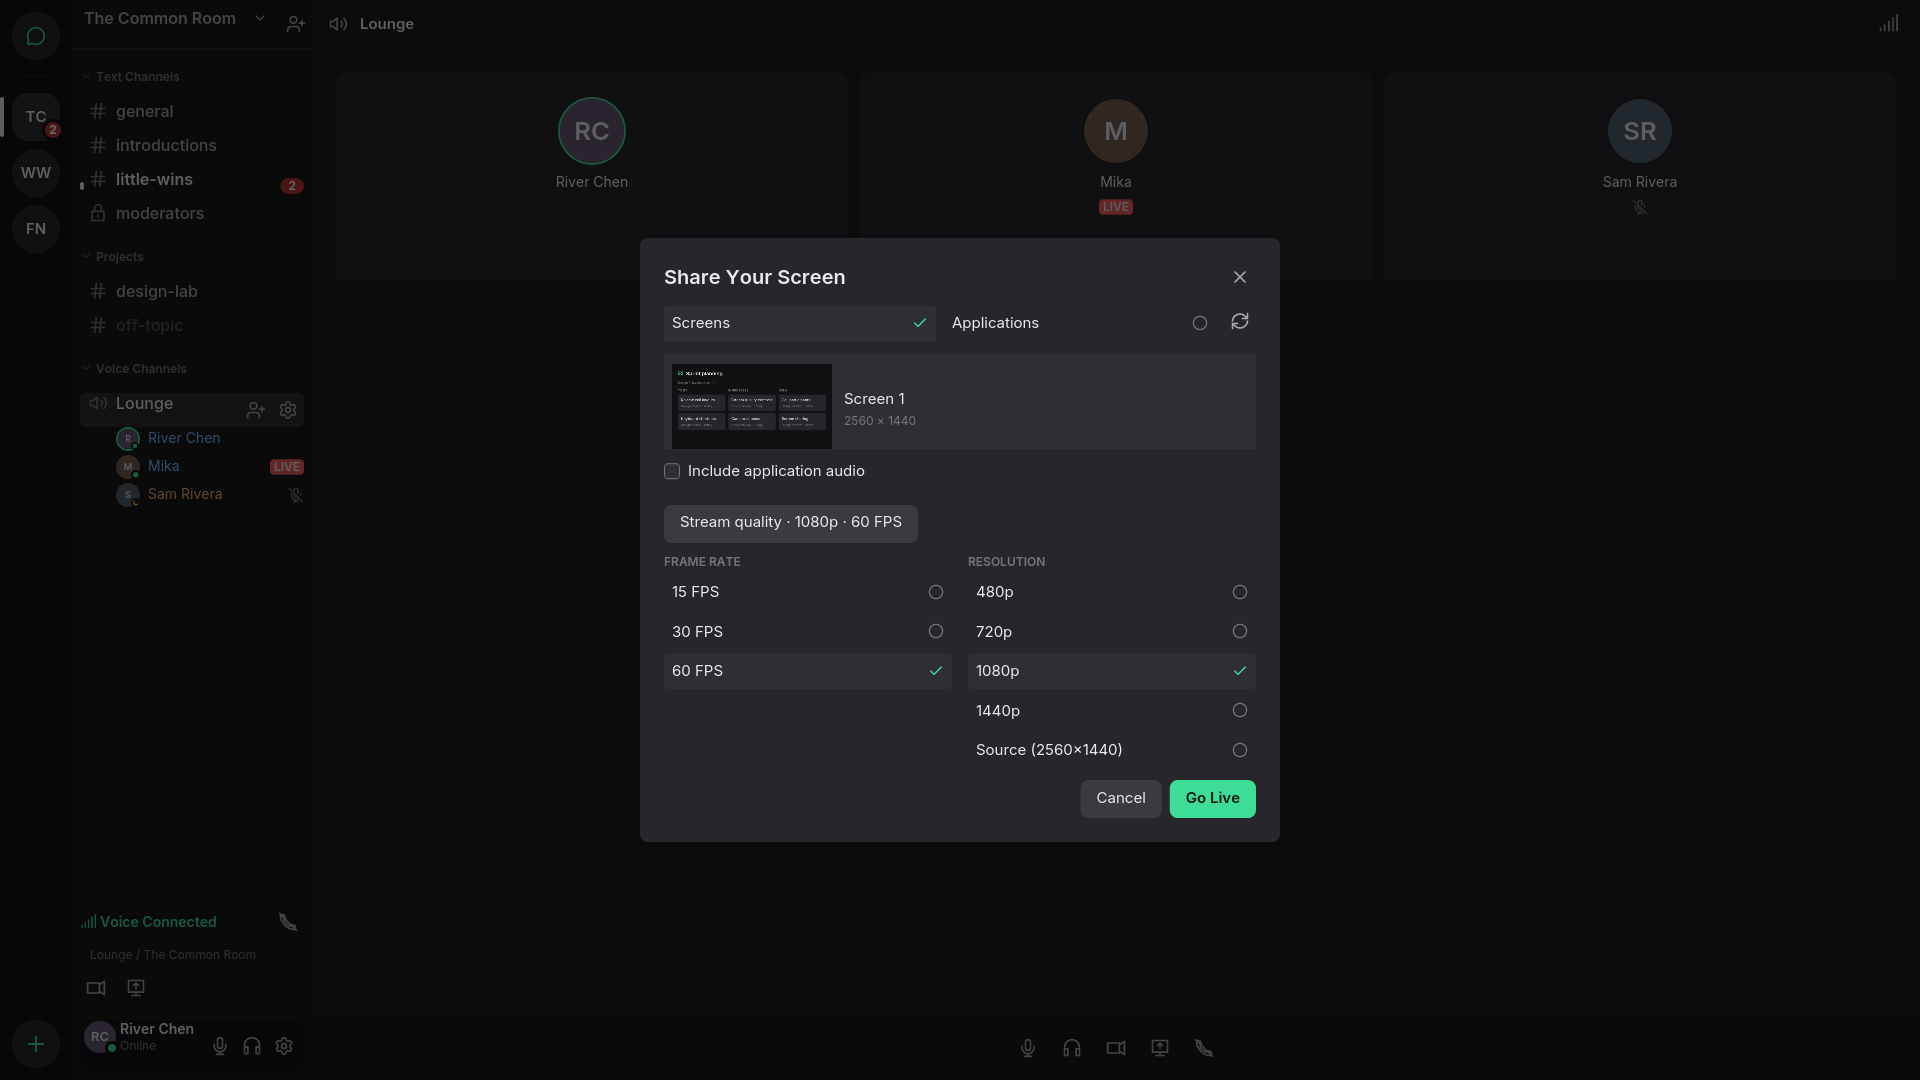 The Common Room
Lounge
TC
2
WW
FN
Text Channels
general
introductions
little-wins
2
moderators
Projects
design-lab
off-topic
Voice Channels
Lounge
R
River Chen
M
Mika
LIVE
S
Sam Rivera
RC
River Chen
M
Mika
LIVE
SR
Sam Rivera
Share Your Screen
Screens
Applications
Sprint planning
Screen 1
2560 × 1440
Include application audio
Stream quality · 1080p · 60 FPS
FRAME RATE
RESOLUTION
15 FPS
480p
30 FPS
720p
60 FPS
1080p
1440p
Source (2560×1440)
Cancel
Go Live
Voice Connected
Lounge / The Common Room
RC
River Chen
Online